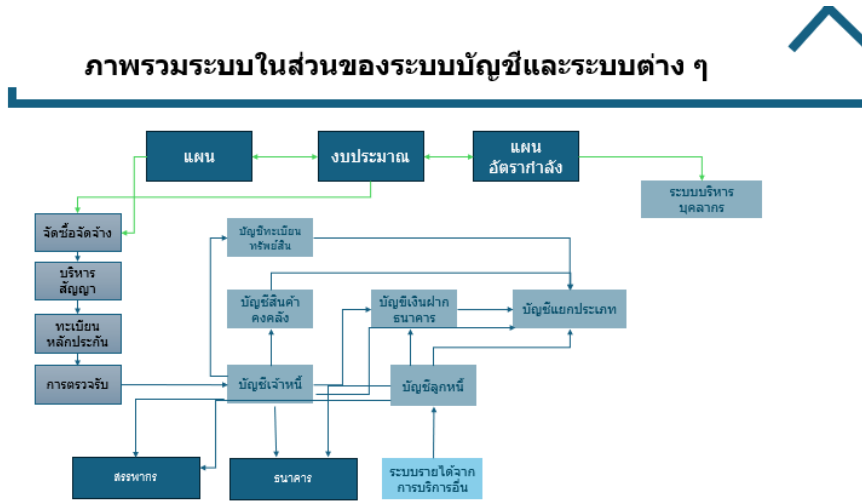 ภาพรวมระบบในส่วนของระบบบัญชีและระบบต่าง ๆ
แผน
งบประมาณ
แผน
อัตรากำลัง
ระบบบริหาร
บุคลากร
จัดซื้อจัดจ้าง
บัญชีทะเบียน
ทรัพย์สิน
บริหาร
สัญญา
บัญชีสินค้า
คงคลัง
บัญชีเงินฝาก
ธนาคาร
บัญชีแยกประเภท
ทะเบียน
หลักประกัน
การตรวจรับ
บัญชีเจ้าหนี้
บัญชีลูกหนี้
สรรพากร
ธนาคาร
ระบบรายได้จาก
การบริการอื่น